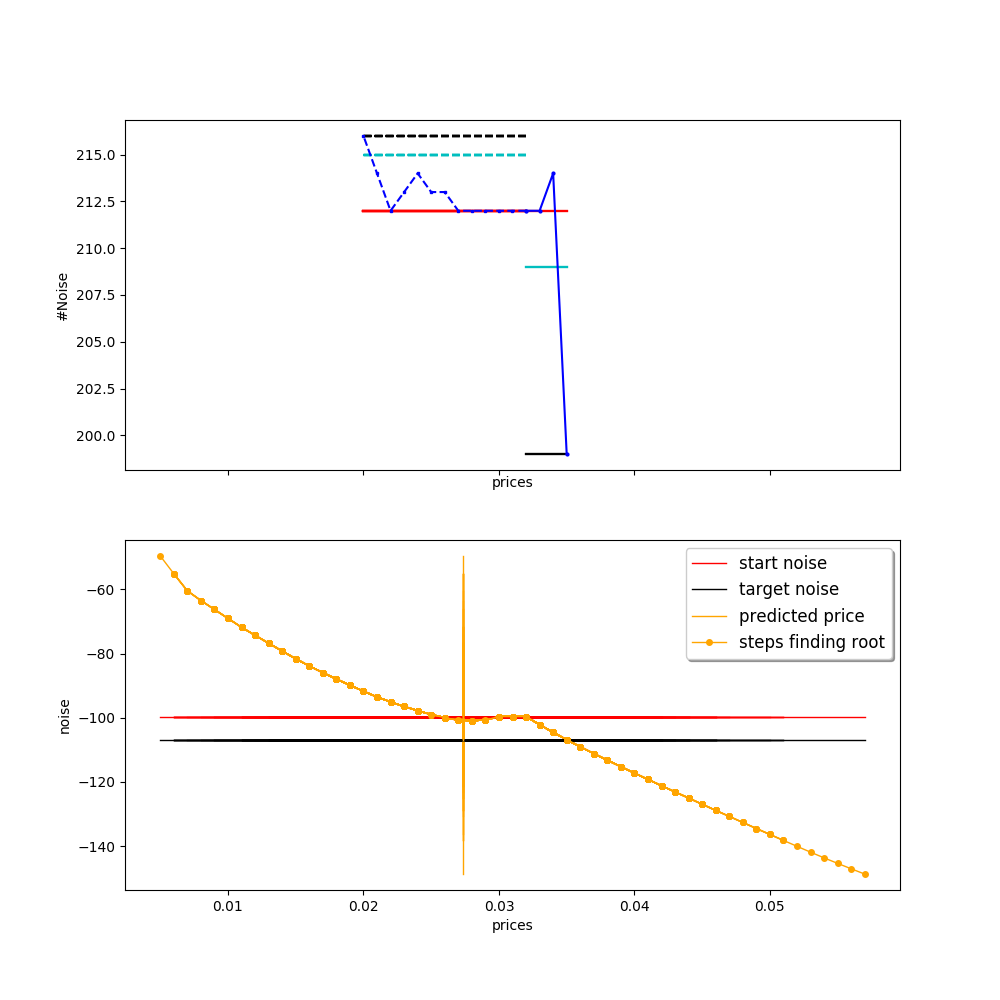 215.0
212.5
210.0
207.5
205.0
202.5
200.0
#Noise
prices
start noise
target noise
predicted price
steps finding root
−60
−80
−100
−120
−140
noise
0.01 0.02 0.03 0.04 0.05
prices